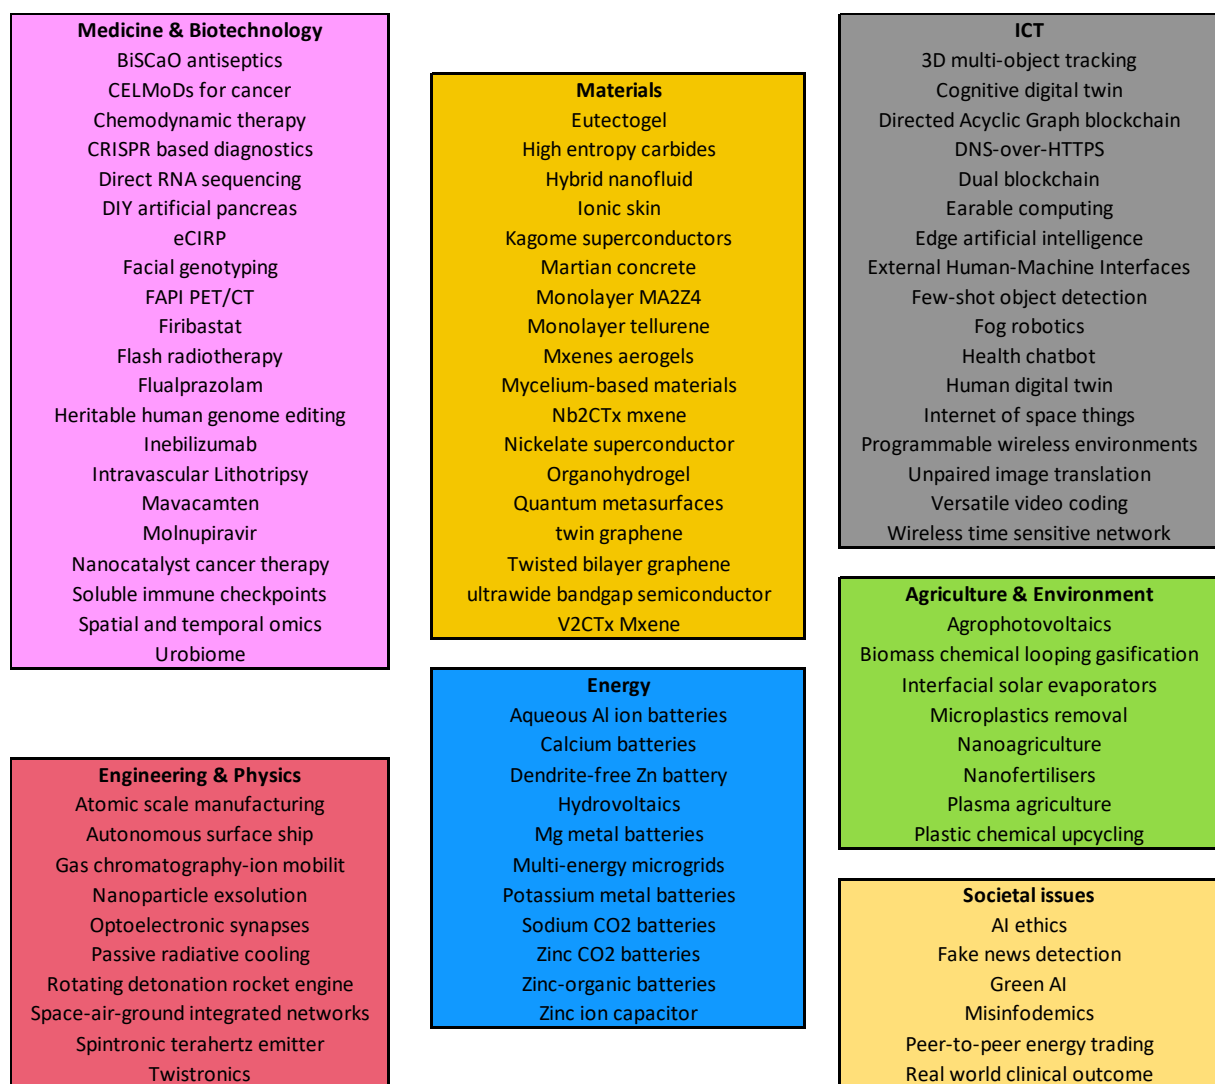 Medicine & Biotechnology
BiSCaO antiseptics
CELMoDs for cancer
Chemodynamic therapy
CRISPR based diagnostics
Direct RNA sequencing
DIY artificial pancreas
eCIRP
Facial genotyping
FAPI PET/CT
Firibastat
Flash radiotherapy
Flualprazolam
Heritable human genome editing
Inebilizumab
Intravascular Lithotripsy
Mavacamten
Molnupiravir
Nanocatalyst cancer therapy
Soluble immune checkpoints
Spatial and temporal omics
Urobiome
Engineering & Physics
Atomic scale manufacturing
Autonomous surface ship
Gas chromatography-ion mobilit
Nanoparticle exsolution
Optoelectronic synapses
Passive radiative cooling
Rotating detonation rocket engine
Space-air-ground integrated networks
Spintronic terahertz emitter
Twistronics
Materials
Eutectogel
High entropy carbides
Hybrid nanofluid
Ionic skin
Kagome superconductors
Martian concrete
Monolayer MA2Z4
Monolayer tellurene
Mxenes aerogels
Mycelium-based materials
Nb2CTx mxene
Nickelate superconductor
Organohydrogel
Quantum metasurfaces
twin graphene
Twisted bilayer graphene
ultrawide bandgap semiconductor
V2CTx Mxene
Energy
Aqueous Al ion batteries
Calcium batteries
Dendrite-free Zn battery
Hydrovoltaics
Mg metal batteries
Multi-energy microgrids
Potassium metal batteries
Sodium CO2 batteries
Zinc CO2 batteries
Zinc-organic batteries
Zinc ion capacitor
ICT
3D multi-object tracking
Cognitive digital twin
Directed Acyclic Graph blockchain
DNS-over-HTTPS
Dual blockchain
Earable computing
Edge artificial intelligence
External Human-Machine Interfaces
Few-shot object detection
Fog robotics
Health chatbot
Human digital twin
Internet of space things
Programmable wireless environments
Unpaired image translation
Versatile video coding
Wireless time sensitive network
Agriculture & Environment
Agrophotovoltaics
Biomass chemical looping gasification
Interfacial solar evaporators
Microplastics removal
Nanoagriculture
Nanofertilisers
Plasma agriculture
Plastic chemical upcycling
Societal issues
AI ethics
Fake news detection
Green AI
Misinfodemics
Peer-to-peer energy trading
Real world clinical outcome